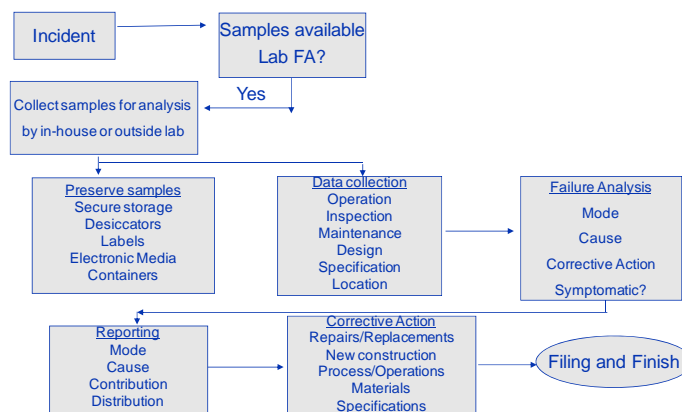 Incident
Samples available
Lab FA?
Yes
Collect samples for analysis
by in-house or outside lab
Preserve samples
Secure storage
Desiccators
Labels
Electronic Media
Containers
Data collection
Operation
Inspection
Maintenance
Design
Specification
Location
Failure Analysis
Mode
Cause
Corrective Action
Symptomatic?
Reporting
Mode
Cause
Contribution
Distribution
Corrective Action
Repairs/Replacements
New construction
Process/Operations
Materials
Specifications
Filing and Finish